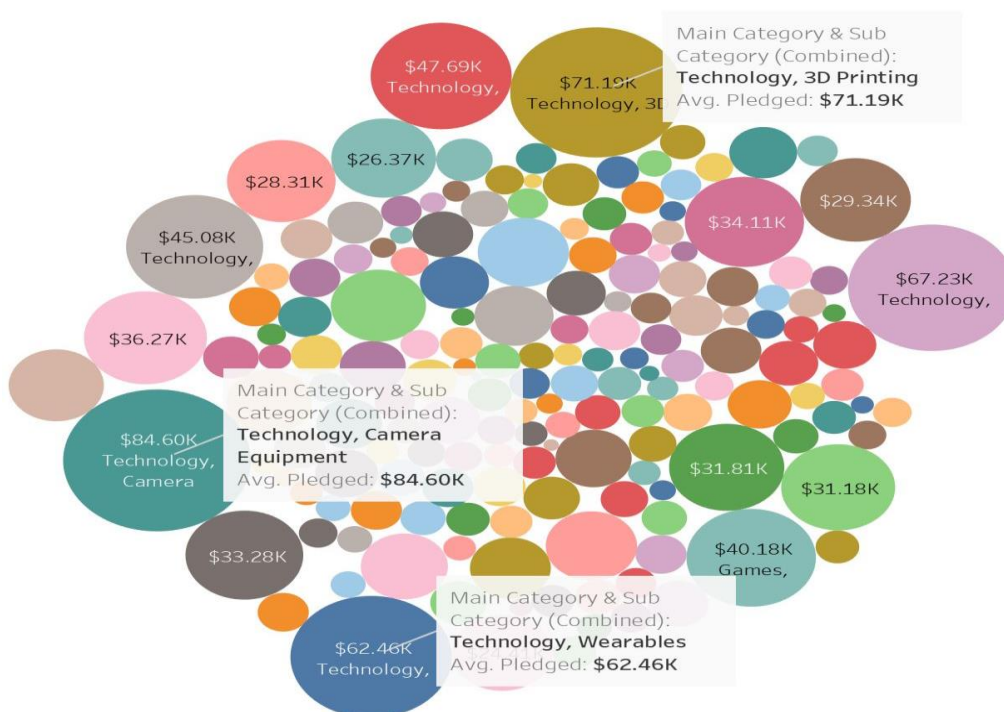 $47.69K
Technology,
$71.19K
Technology, 3D
Main Category & Sub
Category (Combined):
Technology, 3D Printing
Avg. Pledged: $71.19K
$26.37K
$28.31K
$29.34K
$34.11K
$45.08K
Technology,
$67.23K
Technology,
$36.27K
$84.60K
Technology,
Camera
Main Category & Sub
Category (Combined):
Technology, Camera
Equipment
Avg. Pledged: $84.60K
$31.81K
$31.18K
$33.28K
$40.18K
Games,
$62.46K
Technology,
Main Category & Sub
Category (Combined):
Technology, Wearables
Avg. Pledged: $62.46K